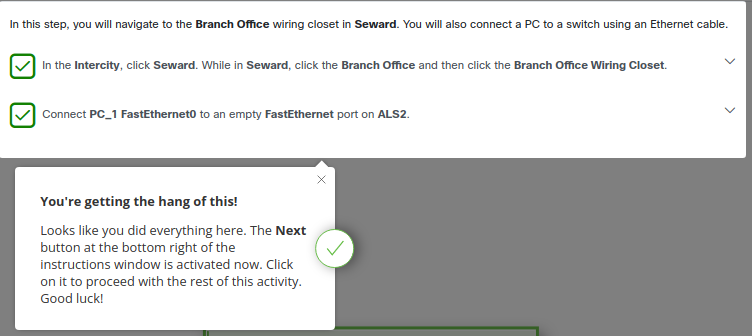 In this step, you will navigate to the Branch Office wiring closet in Seward. You will also connect a PC to a switch using an Ethernet cable.
In the Intercity, click Seward. While in Seward, click the Branch Office and then click the Branch Office Wiring Closet.
Connect PC_1 FastEthernet0 to an empty FastEthernet port on ALS2.
You're getting the hang of this!
Looks like you did everything here. The Next
button at the bottom right of the
instructions window is activated now. Click
on it to proceed with the rest of this activity.
Good luck!